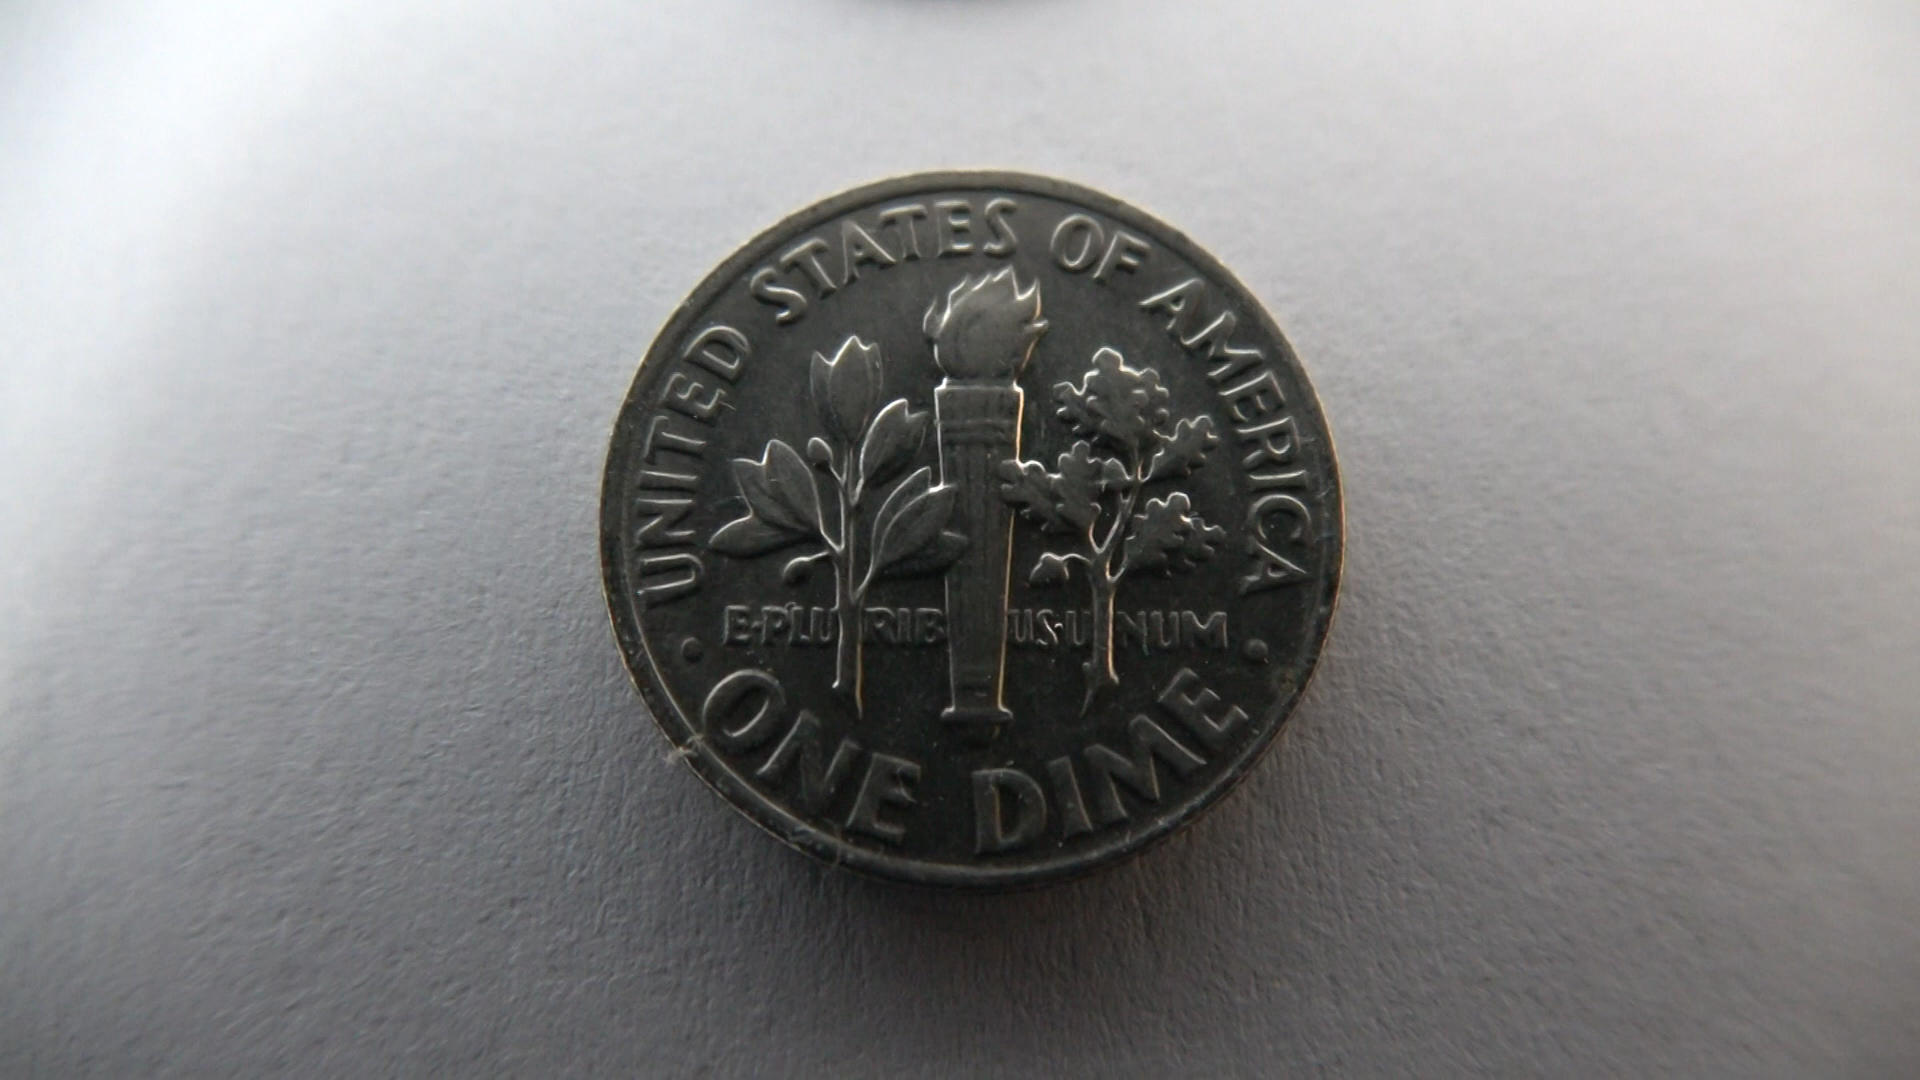 UNITED STATES OF AMERICA
E·PLURIBUS·UNUM
· ONE DIME ·